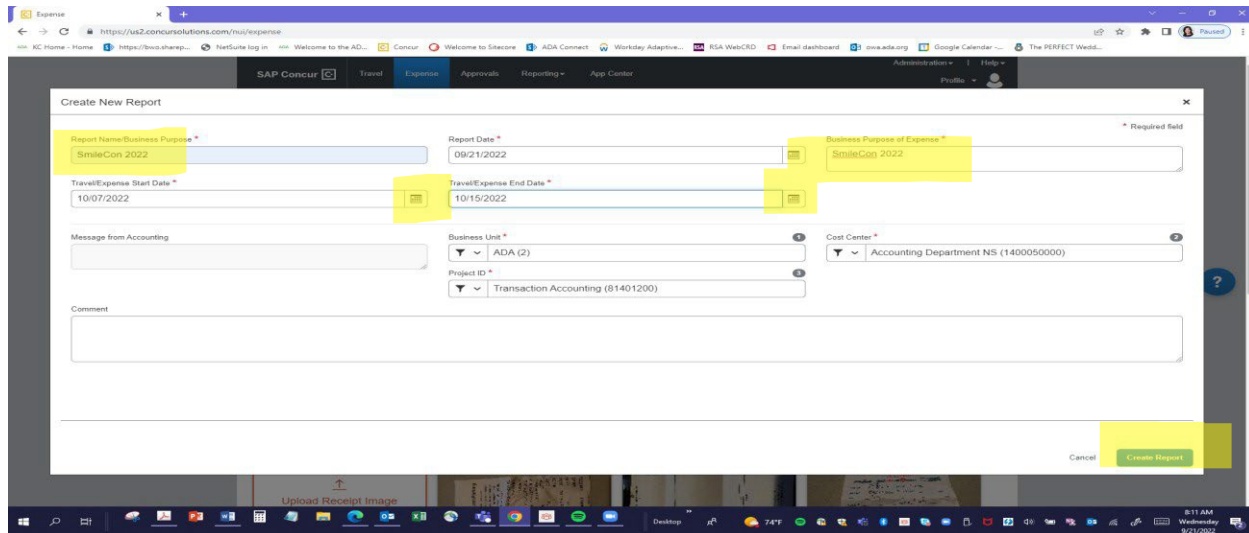 Expense
https://us2.concursolutions.com/nui/expense
Paused
KC Home - Home
https://bwo.sharep...
NetSuite log in
Welcome to the AD...
Concur
Welcome to Sitecore
ADA Connect
Workday Adaptive...
RSA WebCRD
Email dashboard
owa.ada.org
Google Calendar -...
The PERFECT Wedd...
Administration
Help
SAP Concur
Travel
Expense
Approvals
Reporting
App Center
Profile
Create New Report
×
* Required field
Report Name/Business Purpose *
Report Date *
Business Purpose of Expense *
SmileCon 2022
09/21/2022
SmileCon 2022
Travel/Expense Start Date *
Travel/Expense End Date *
10/07/2022
10/15/2022
Message from Accounting
Business Unit *
1
Cost Center *
2
ADA (2)
Accounting Department NS (1400050000)
Project ID *
3
Transaction Accounting (81401200)
?
Comment
Cancel
Create Report
Upload Receipt Image
Desktop
74°F
8:11 AM
Wednesday
9/21/2022